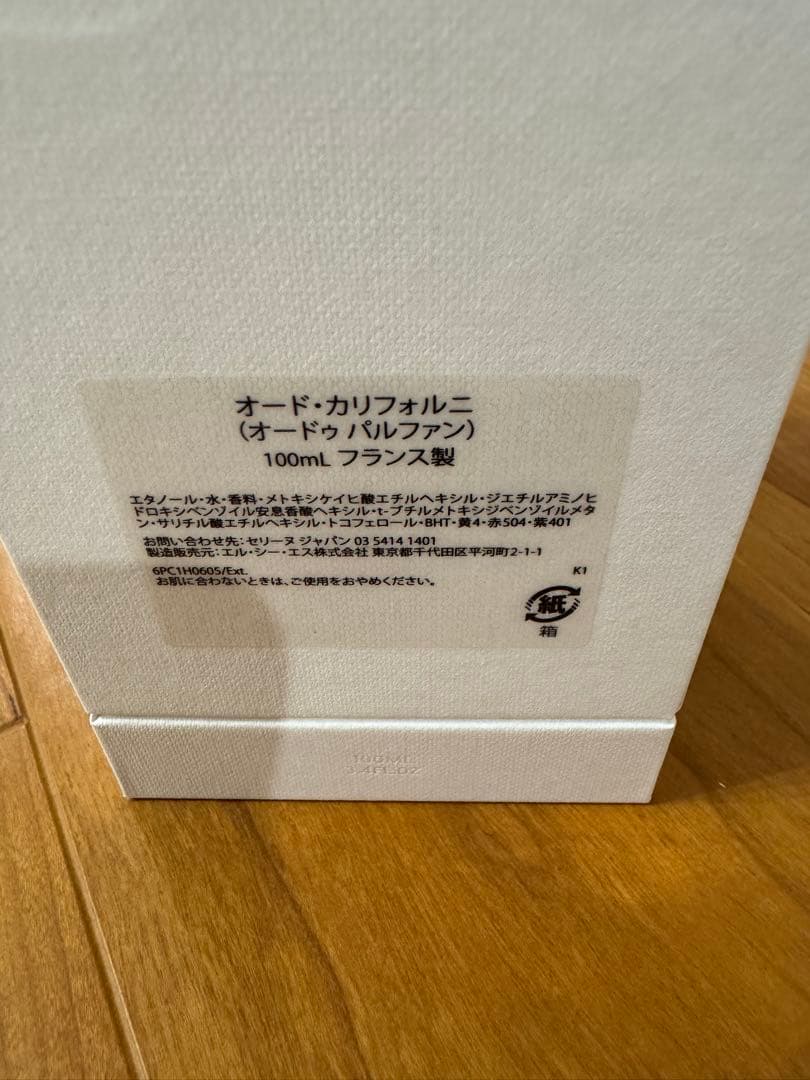 オード・カリフォルニ
（オードゥ パルファン）
100mL フランス製
エタノール・水・香料・メトキシケイヒ酸エチルヘキシル・ジエチルアミノヒ
ドロキシベンゾイル安息香酸ヘキシル・t-ブチルメトキシジベンゾイルメタ
ン・サリチル酸エチルヘキシル・トコフェロール・BHT・黄4・赤504・紫401
お問い合わせ先：セリーヌ ジャパン 03 5414 1401
製造販売元：エル・シー・エス株式会社 東京都千代田区平河町2-1-1
6PC1H0605/Ext. K1
お肌に合わないときは、ご使用をおやめください。
紙
箱
100ML
3.4FL.OZ